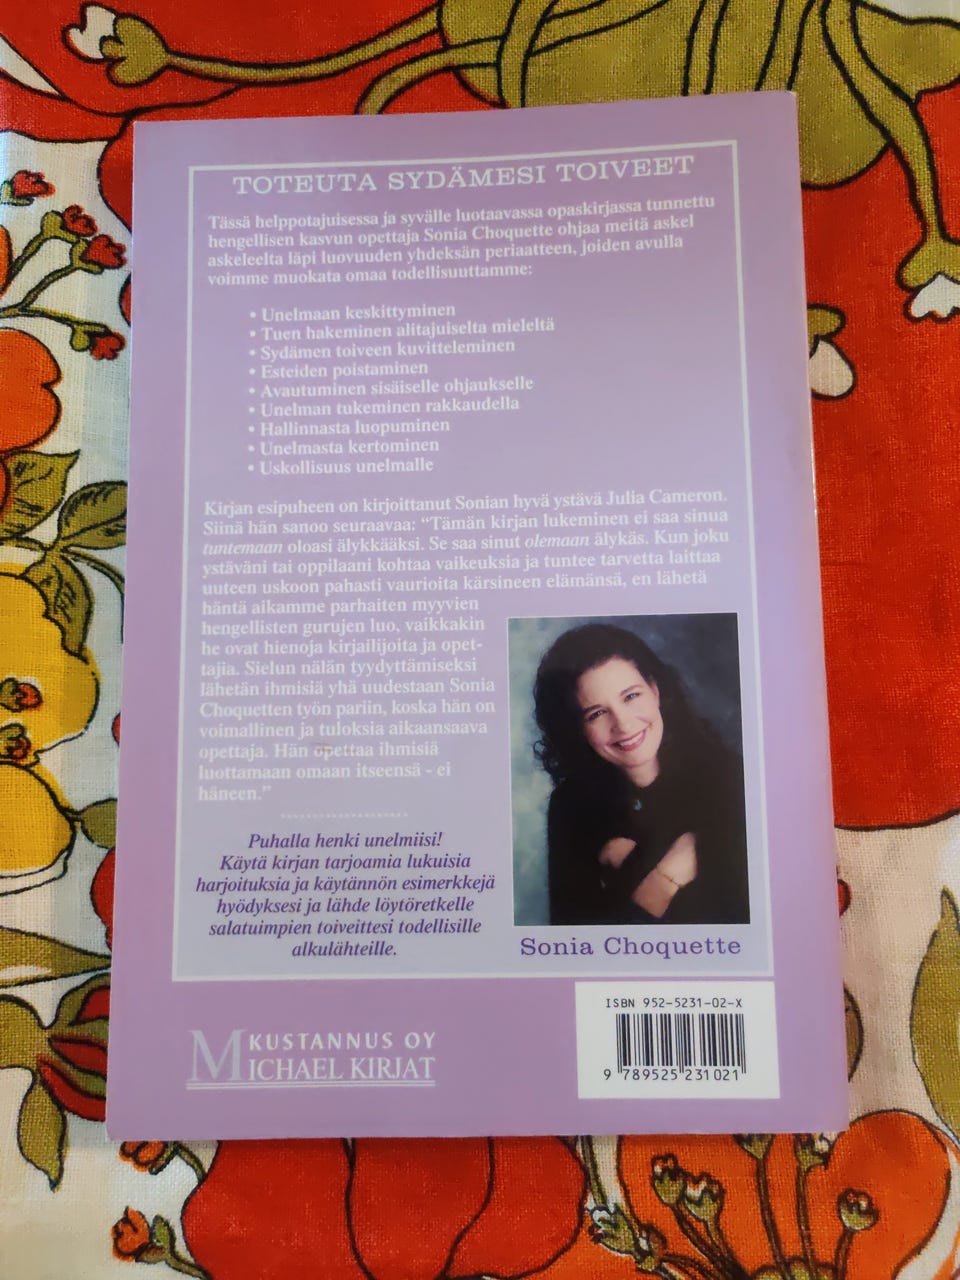 TOTEUTA SYDÄMESI TOIVEET
Tässä helppotajuisessa ja syvälle luotaavassa opaskirjassa tunnettu
hengellisen kasvun opettaja Sonia Choquette ohjaa meitä askel
askeleelta läpi luovuuden yhdeksän periaatteen, joiden avulla
voimme muokata omaa todellisuuttamme:
• Unelmaan keskittyminen
• Tuen hakeminen alitajuiselta mieleltä
• Sydämen toiveen kuvitteleminen
• Esteiden poistaminen
• Avautuminen sisäiselle ohjaukselle
• Unelman tukeminen rakkaudella
• Hallinnasta luopuminen
• Unelmasta kertominen
• Uskollisuus unelmalle
Kirjan esipuheen on kirjoittanut Sonian hyvä ystävä Julia Cameron.
Siinä hän sanoo seuraavaa: “Tämän kirjan lukeminen ei saa sinua
tuntemaan oloasi älykkääksi. Se saa sinut olemaan älykäs. Kun joku
ystäväni tai oppilaani kohtaa vaikeuksia ja tuntee tarvetta laittaa
uuteen uskoon pahasti vaurioita kärsineen elämänsä, en lähetä
häntä aikamme parhaiten myyvien
hengellisten gurujen luo, vaikkakin
he ovat hienoja kirjailijoita ja opet-
tajia. Sielun nälän tyydyttämiseksi
lähetän ihmisiä yhä uudestaan Sonia
Choquetten työn pariin, koska hän on
voimallinen ja tuloksia aikaansaava
opettaja. Hän opettaa ihmisiä
luottamaan omaan itseensä - ei
häneen.”
Puhalla henki unelmiisi!
Käytä kirjan tarjoamia lukuisia
harjoituksia ja käytännön esimerkkejä
hyödyksesi ja lähde löytöretkelle
salatuimpien toiveittesi todellisille
alkulähteille.
Sonia Choquette
ISBN 952-5231-02-X
9 789525 231021
KUSTANNUS OY
MICHAEL KIRJAT